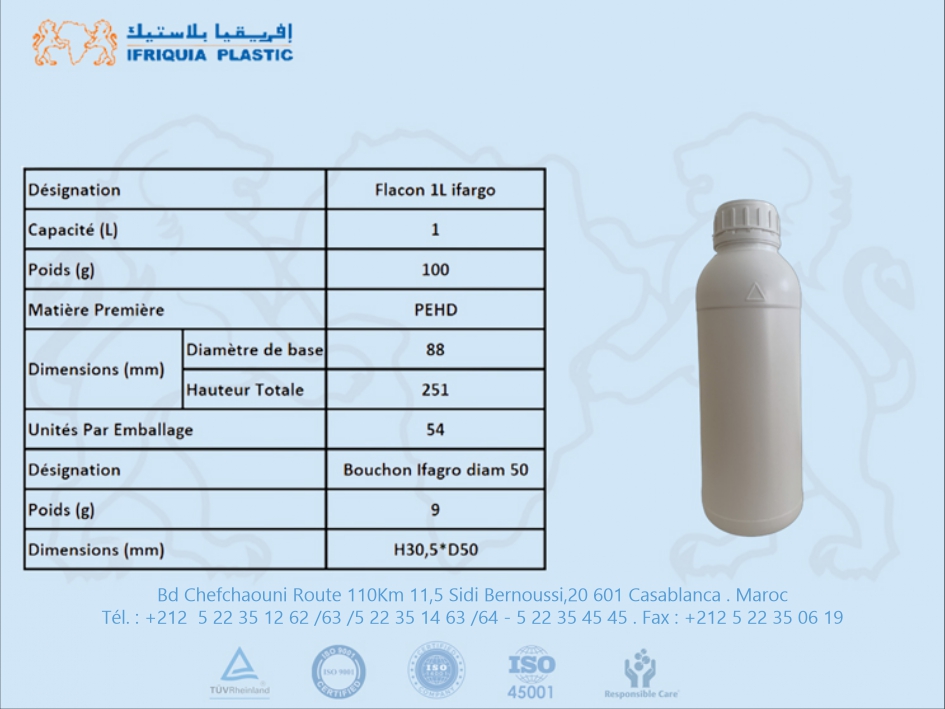 إفريقيا بلاستيك
IFRIQUIA PLASTIC
Désignation Flacon 1L ifargo
Capacité (L) 1
Poids (g) 100
Matière Première PEHD
Dimensions (mm) Diamètre de base 88
Hauteur Totale 251
Unités Par Emballage 54
Désignation Bouchon Ifagro diam 50
Poids (g) 9
Dimensions (mm) H30,5*D50
Bd Chefchaouni Route 110Km 11,5 Sidi Bernoussi,20 601 Casablanca . Maroc
Tél. : +212 5 22 35 12 62 /63 /5 22 35 14 63 /64 - 5 22 35 45 45 . Fax : +212 5 22 35 06 19
TÜVRheinland
ISO 9001
ISO 9001
CERTIFIED
CERTIFIED
ISO
COMPANY
ISO
45001
Responsible Care